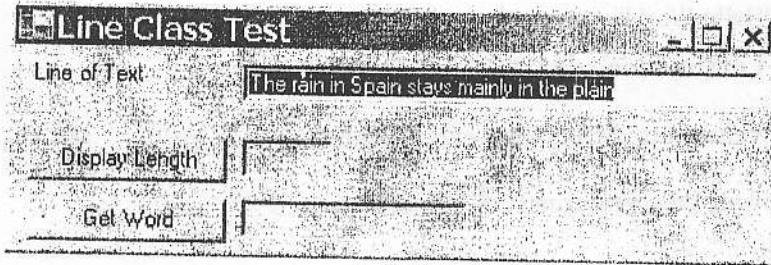 Line Class Test
Line of Text
The rain in Spain stays mainly in the plain
Display Length
Get Word